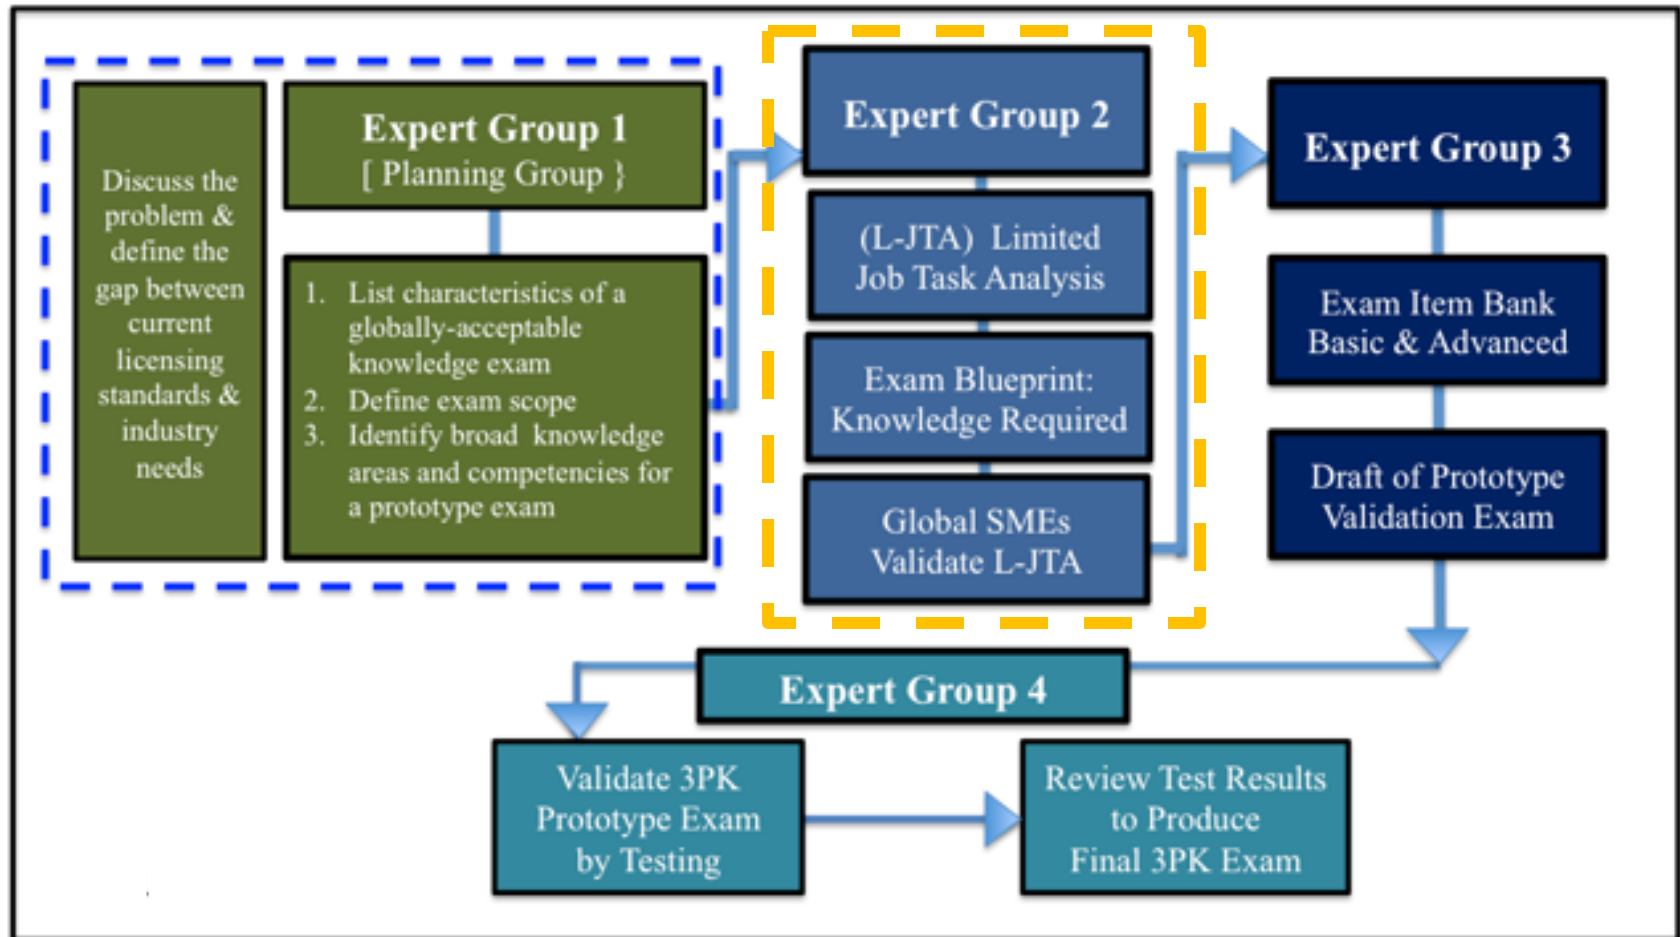 Discuss the
problem &
define the
gap between
current
licensing
standards &
industry
needs
Expert Group 1
[ Planning Group }
1. List characteristics of a
globally-acceptable
knowledge exam
2. Define exam scope
3. Identify broad knowledge
areas and competencies for
a prototype exam
Expert Group 2
(L-JTA) Limited
Job Task Analysis
Exam Blueprint:
Knowledge Required
Global SMEs
Validate L-JTA
Expert Group 3
Exam Item Bank
Basic & Advanced
Draft of Prototype
Validation Exam
Expert Group 4
Validate 3PK
Prototype Exam
by Testing
Review Test Results
to Produce
Final 3PK Exam